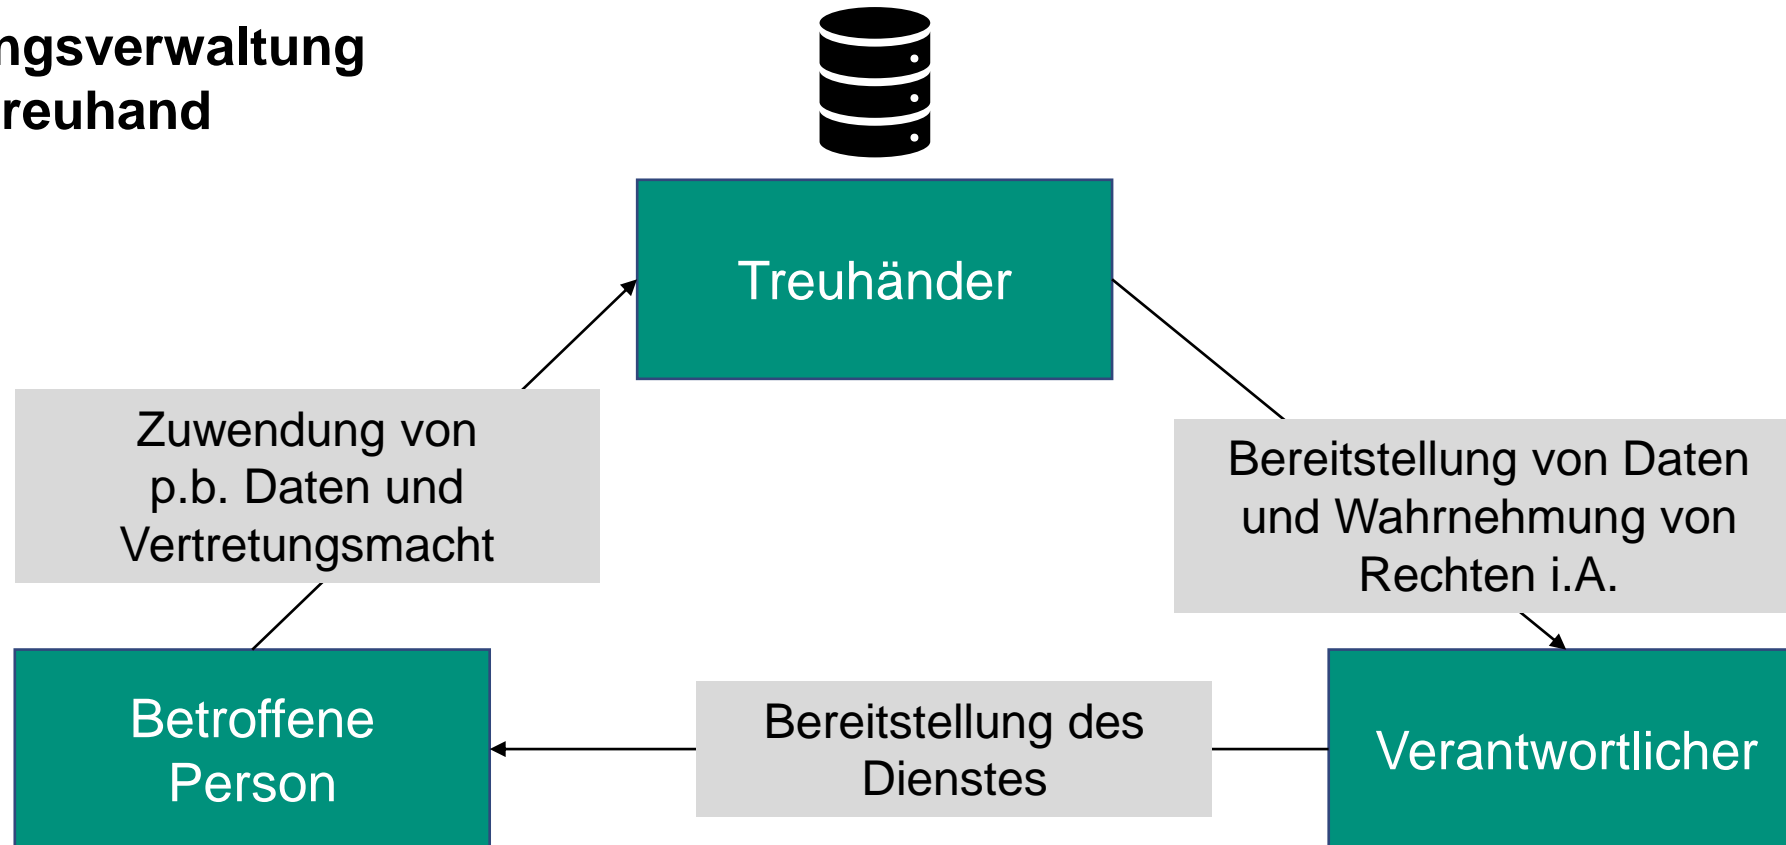 ngsverwaltung
reuhand
Treuhänder
Zuwendung von
p.b. Daten und
Vertretungsmacht
Bereitstellung von Daten
und Wahrnehmung von
Rechten i.A.
Betroffene
Person
Bereitstellung des
Dienstes
Verantwortlicher